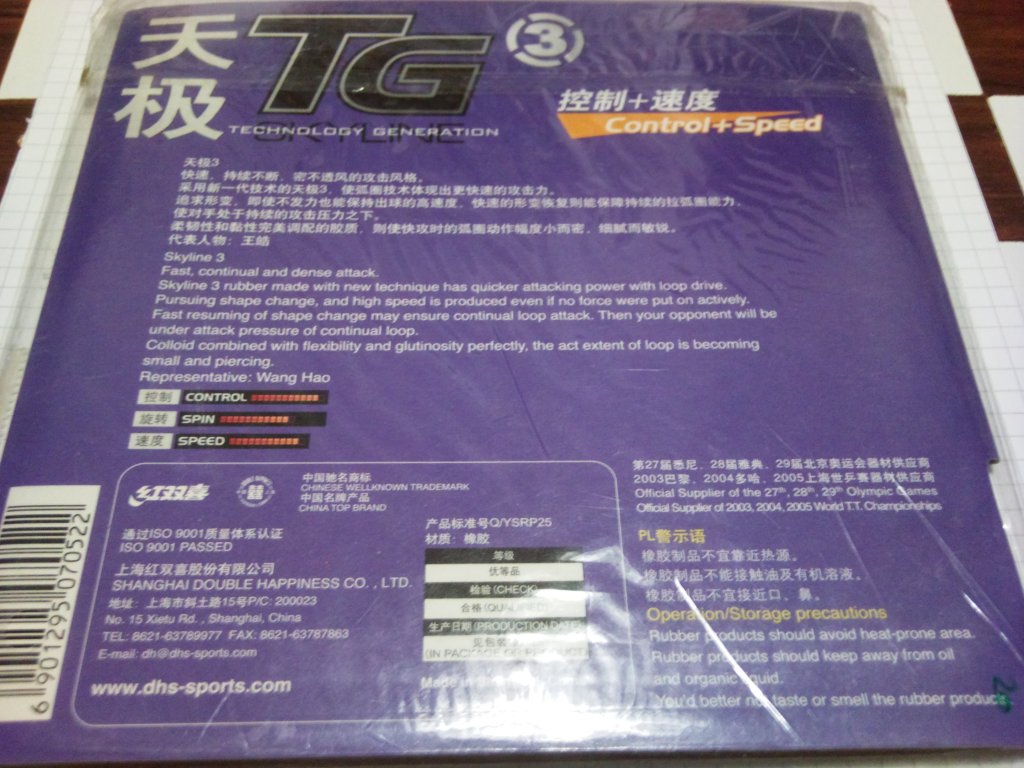 天极
TG
3
TECHNOLOGY GENERATION
SKYLINE
控制+速度
Control+Speed
天极3
快速，持续不断，密不透风的攻击风格。
采用新一代技术的天极3，使弧圈技术体现出更快速的攻击力。
追求形变，即使不发力也能保持出球的高速度，快速的形变恢复则能保障持续的拉弧圈能力，
使对手处于持续的攻击压力之下。
柔韧性和黏性完美调配的胶质，则使快攻时的弧圈动作幅度小而密，细腻而敏锐。
代表人物：王皓
Skyline 3
Fast, continual and dense attack.
Skyline 3 rubber made with new technique has quicker attacking power with loop drive.
Pursuing shape change, and high speed is produced even if no force were put on actively.
Fast resuming of shape change may ensure continual loop attack. Then your opponent will be
under attack pressure of continual loop.
Colloid combined with flexibility and glutinosity perfectly, the act extent of loop is becoming
small and piercing.
Representative: Wang Hao
控制 CONTROL
旋转 SPIN
速度 SPEED
红双喜
中国驰名商标
CHINESE WELLKNOWN TRADEMARK
中国名牌产品
CHINA TOP BRAND
通过ISO 9001质量体系认证
ISO 9001 PASSED
上海红双喜股份有限公司
SHANGHAI DOUBLE HAPPINESS CO. , LTD.
地址：上海市斜土路15号P/C: 200023
No. 15 Xietu Rd. , Shanghai, China
TEL: 8621-63789977 FAX: 8621-63787863
E-mail: dh@dhs-sports.com
www.dhs-sports.com
产品标准号Q/YSRP25
材质：橡胶
等级
优等品
检验(CHECK)
合格(QUALIFIED)
生产日期(PRODUCTION DATE)
见包装
(IN PACKAGE OR PRODUCT)
Made in
6 901295 070522
第27届悉尼、28届雅典、29届北京奥运会器材供应商
2003巴黎、2004多哈、2005上海世乒赛器材供应商
Official Supplier of the 27th, 28th, 29th Olympic Games
Official Supplier of 2003, 2004, 2005 World T.T. Championships
PL警示语
橡胶制品不宜靠近热源。
橡胶制品不能接触油及有机溶液。
橡胶制品不宜接近口、鼻。
Operation/Storage precautions
Rubber products should avoid heat-prone area.
Rubber products should keep away from oil
and organic liquid.
You'd better not taste or smell the rubber products